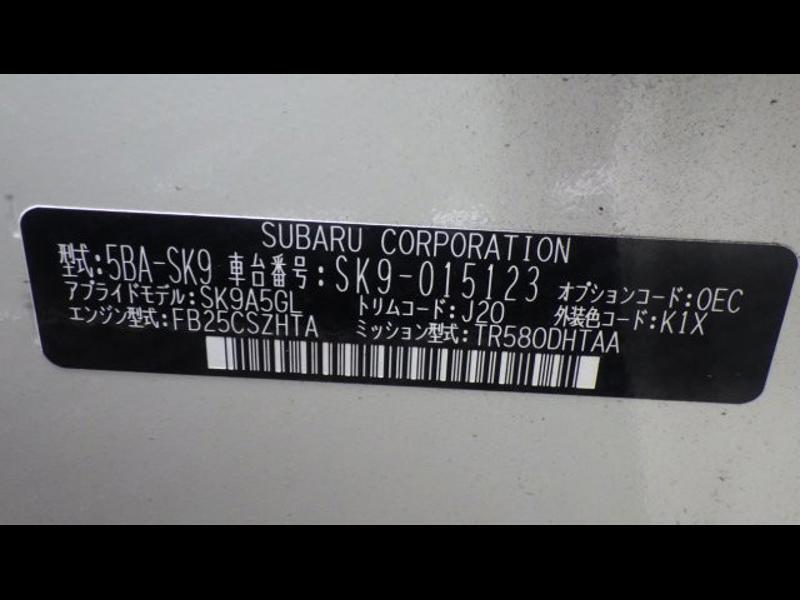 SUBARU CORPORATION
型式:5BA-SK9 車台番号:SK9-015123 オプションコード:OEC
アプライドモデル:SK9A5GL トリムコード:J20 外装色コード:K1X
エンジン型式:FB25CSZHTA ミッション型式:TR580DHTAA